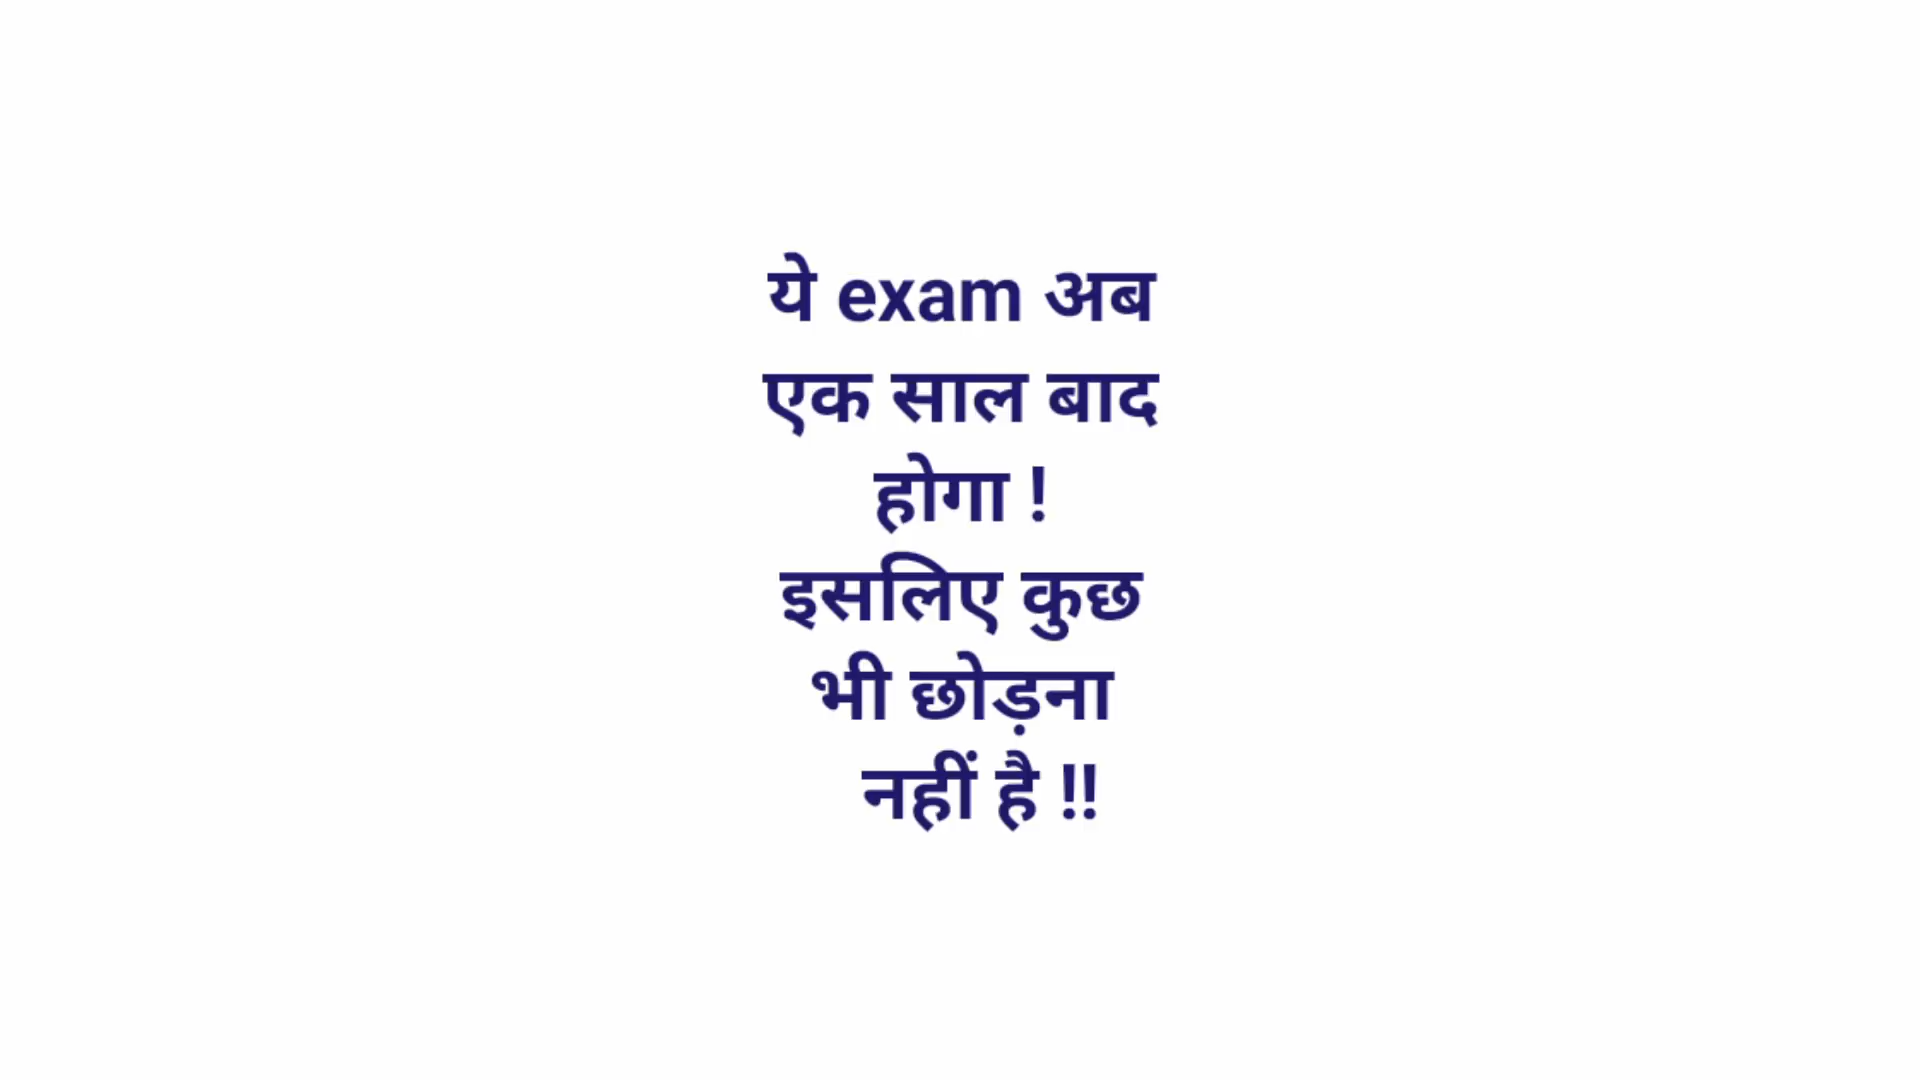 ये exam अब
एक साल बाद
होगा !
इसलिए कुछ
भी छोड़ना
नहीं है !!